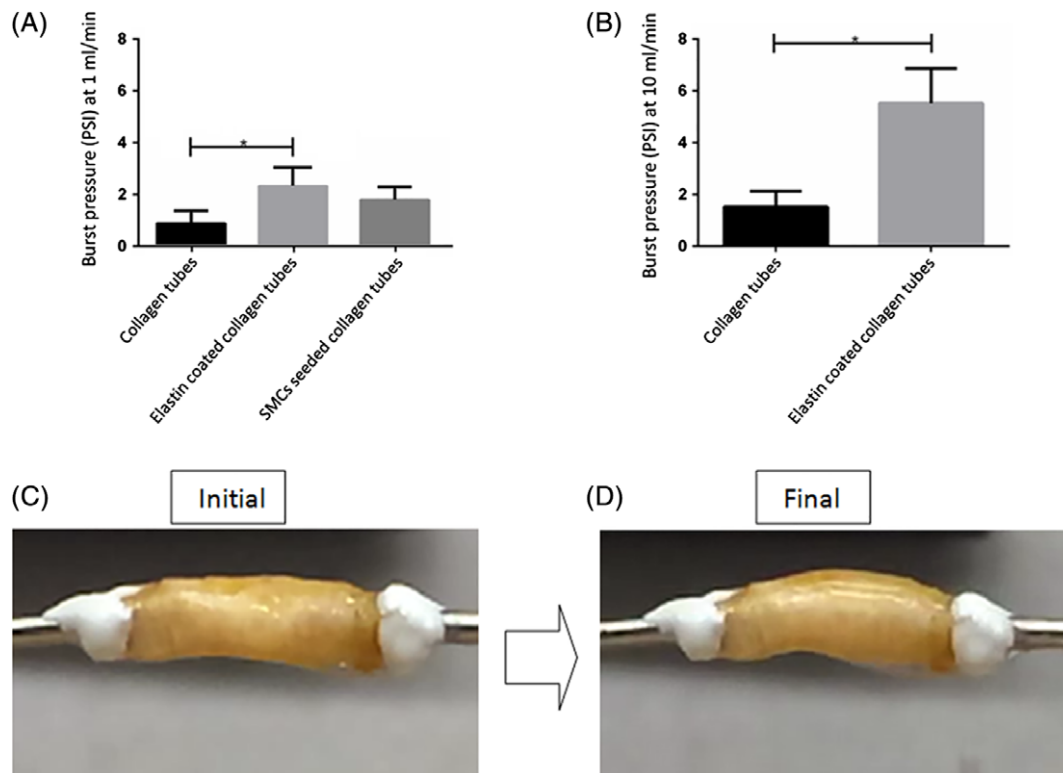 (A)
Burst pressure (PSI) at 1 ml/min
8
6
4
2
0
*
Collagen tubes
Elastin coated collagen tubes
SMCs seeded collagen tubes
(B)
Burst pressure (PSI) at 10 ml/min
8
6
4
2
0
*
Collagen tubes
Elastin coated collagen tubes
(C)
Initial
(D)
Final